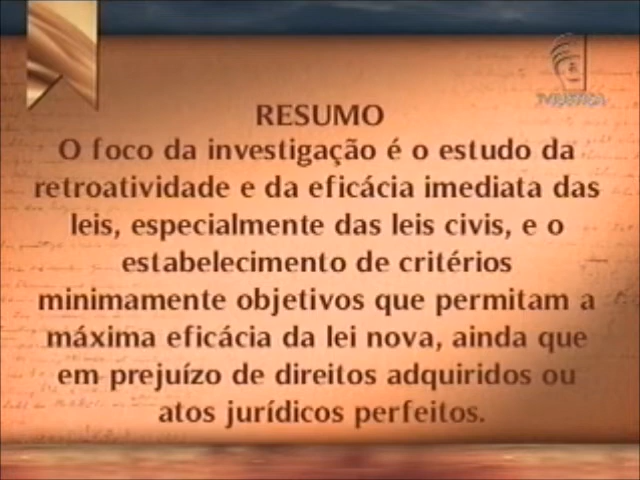 TV JUSTIÇA
RESUMO
O foco da investigação é o estudo da
retroatividade e da eficácia imediata das
leis, especialmente das leis civis, e o
estabelecimento de critérios
minimamente objetivos que permitam a
máxima eficácia da lei nova, ainda que
em prejuízo de direitos adquiridos ou
atos jurídicos perfeitos.